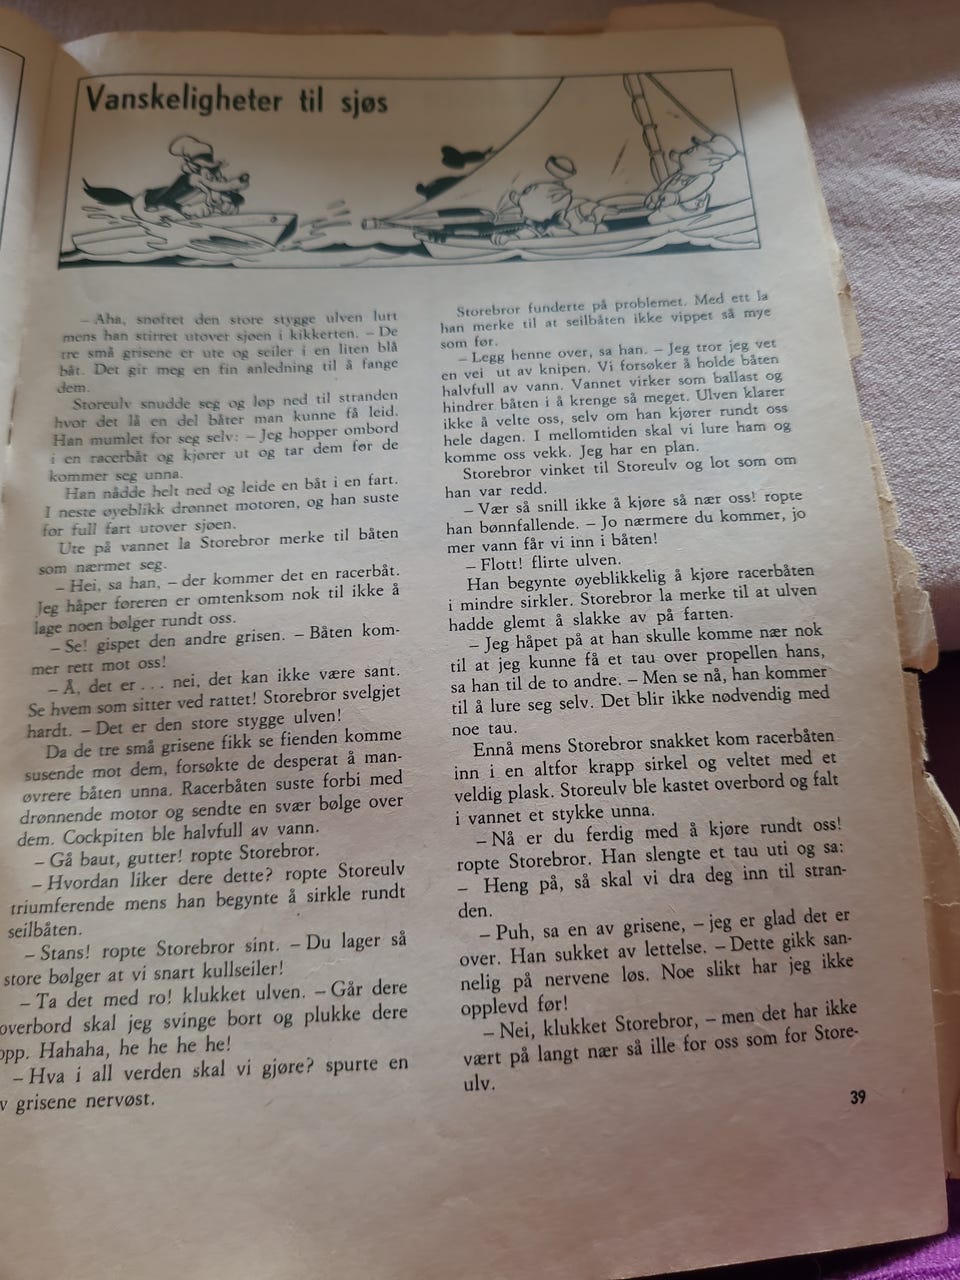 Vanskeligheter til sjøs
– Aha, snøftet den store stygge ulven lurt
mens han stirret utover sjøen i kikkerten. – De
tre små grisene er ute og seiler i en liten blå
båt. Det gir meg en fin anledning til å fange
dem.
Storeulv snudde seg og løp ned til stranden
hvor det lå en del båter man kunne få leid.
Han mumlet for seg selv: – Jeg hopper ombord
i en racerbåt og kjører ut og tar dem før de
kommer seg unna.
Han nådde helt ned og leide en båt i en fart.
I neste øyeblikk drønnet motoren, og han suste
for full fart utover sjøen.
Ute på vannet la Storebror merke til båten
som nærmet seg.
– Hei, sa han, – der kommer det en racerbåt.
Jeg håper føreren er omtenksom nok til ikke å
lage noen bølger rundt oss.
– Se! gispet den andre grisen. – Båten kom-
mer rett mot oss!
– Å, det er . . . nei, det kan ikke være sant.
Se hvem som sitter ved rattet! Storebror svelgjet
hardt. – Det er den store stygge ulven!
Da de tre små grisene fikk se fienden komme
susende mot dem, forsøkte de desperat å man-
øvrere båten unna. Racerbåten suste forbi med
drønnende motor og sendte en svær bølge over
dem. Cockpiten ble halvfull av vann.
– Gå baut, gutter! ropte Storebror.
– Hvordan liker dere dette? ropte Storeulv
triumferende mens han begynte å sirkle rundt
seilbåten.
– Stans! ropte Storebror sint. – Du lager så
store bølger at vi snart kullseiler!
– Ta det med ro! klukket ulven. – Går dere
overbord skal jeg svinge bort og plukke dere
opp. Hahaha, he he he he!
– Hva i all verden skal vi gjøre? spurte en
v grisene nervøst.
Storebror funderte på problemet. Med ett la
han merke til at seilbåten ikke vippet så mye
som før.
– Legg henne over, sa han. – Jeg tror jeg vet
en vei ut av knipen. Vi forsøker å holde båten
halvfull av vann. Vannet virker som ballast og
hindrer båten i å krenge så meget. Ulven klarer
ikke å velte oss, selv om han kjører rundt oss
hele dagen. I mellomtiden skal vi lure ham og
komme oss vekk. Jeg har en plan.
Storebror vinket til Storeulv og lot som om
han var redd.
– Vær så snill ikke å kjøre så nær oss! ropte
han bønnfallende. – Jo nærmere du kommer, jo
mer vann får vi inn i båten!
– Flott! flirte ulven.
Han begynte øyeblikkelig å kjøre racerbåten
i mindre sirkler. Storebror la merke til at ulven
hadde glemt å slakke av på farten.
– Jeg håpet på at han skulle komme nær nok
til at jeg kunne få et tau over propellen hans,
sa han til de to andre. – Men se nå, han kommer
til å lure seg selv. Det blir ikke nødvendig med
noe tau.
Ennå mens Storebror snakket kom racerbåten
inn i en altfor krapp sirkel og veltet med et
veldig plask. Storeulv ble kastet overbord og falt
i vannet et stykke unna.
– Nå er du ferdig med å kjøre rundt oss!
ropte Storebror. Han slengte et tau uti og sa:
– Heng på, så skal vi dra deg inn til stran-
den.
– Puh, sa en av grisene, – jeg er glad det er
over. Han sukket av lettelse. – Dette gikk san-
nelig på nervene løs. Noe slikt har jeg ikke
opplevd før!
– Nei, klukket Storebror, – men det har ikke
vært på langt nær så ille for oss som for Store-
ulv.
39